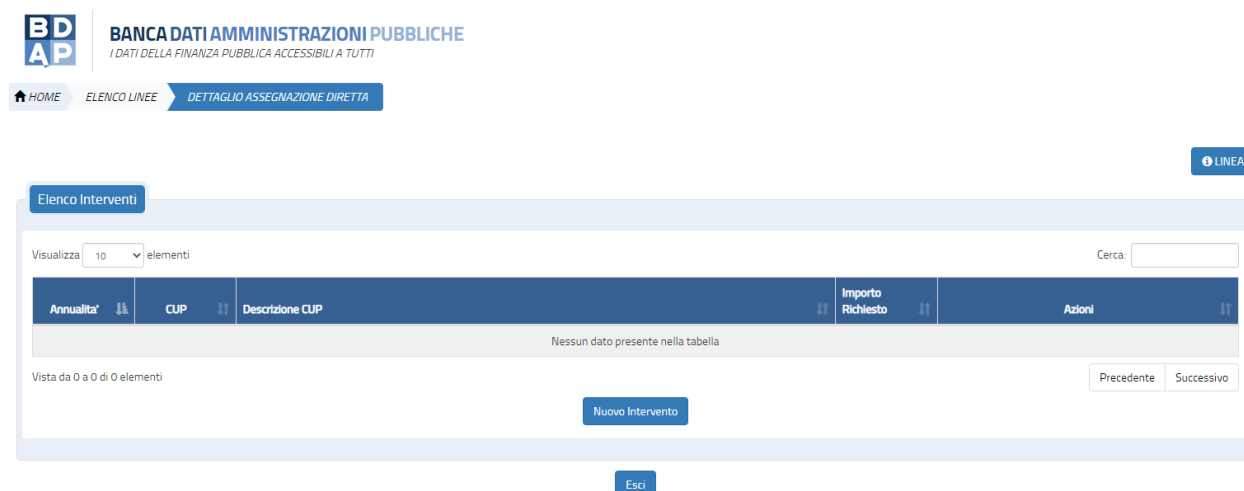 BD
AP
BANCA DATI AMMINISTRAZIONI PUBBLICHE
I DATI DELLA FINANZA PUBBLICA ACCESSIBILI A TUTTI
HOME ELENCO LINEE DETTAGLIO ASSEGNAZIONE DIRETTA
LINEA
Elenco Interventi
Visualizza 10 elementi Cerca:
Annualita' CUP Descrizione CUP Importo Richiesto Azioni
Nessun dato presente nella tabella
Vista da 0 a 0 di 0 elementi Precedente Successivo
Nuovo Intervento
Esci